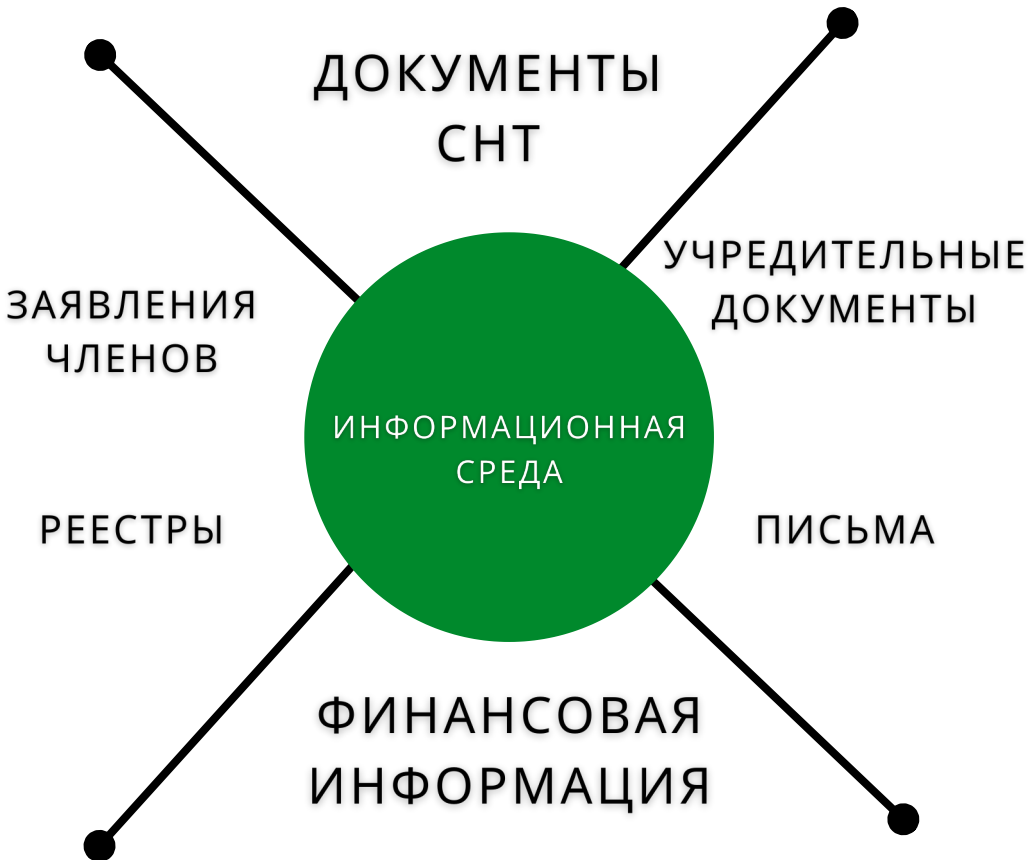 ДОКУМЕНТЫ
СНТ
УЧРЕДИТЕЛЬНЫЕ
ДОКУМЕНТЫ
ЗАЯВЛЕНИЯ
ЧЛЕНОВ
ИНФОРМАЦИОННАЯ
СРЕДА
РЕЕСТРЫ
ПИСЬМА
ФИНАНСОВАЯ
ИНФОРМАЦИЯ